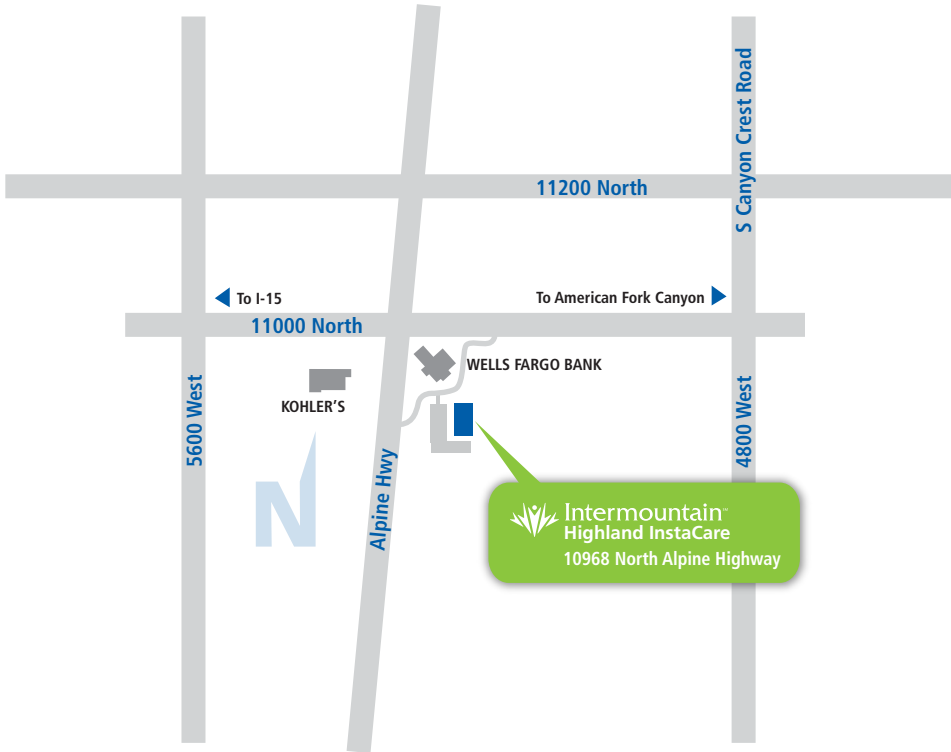 S Canyon Crest Road
11200 North
To I-15
To American Fork Canyon
11000 North
WELLS FARGO BANK
KOHLER'S
5600 West
4800 West
Alpine Hwy
N
Intermountain™
Highland InstaCare
10968 North Alpine Highway